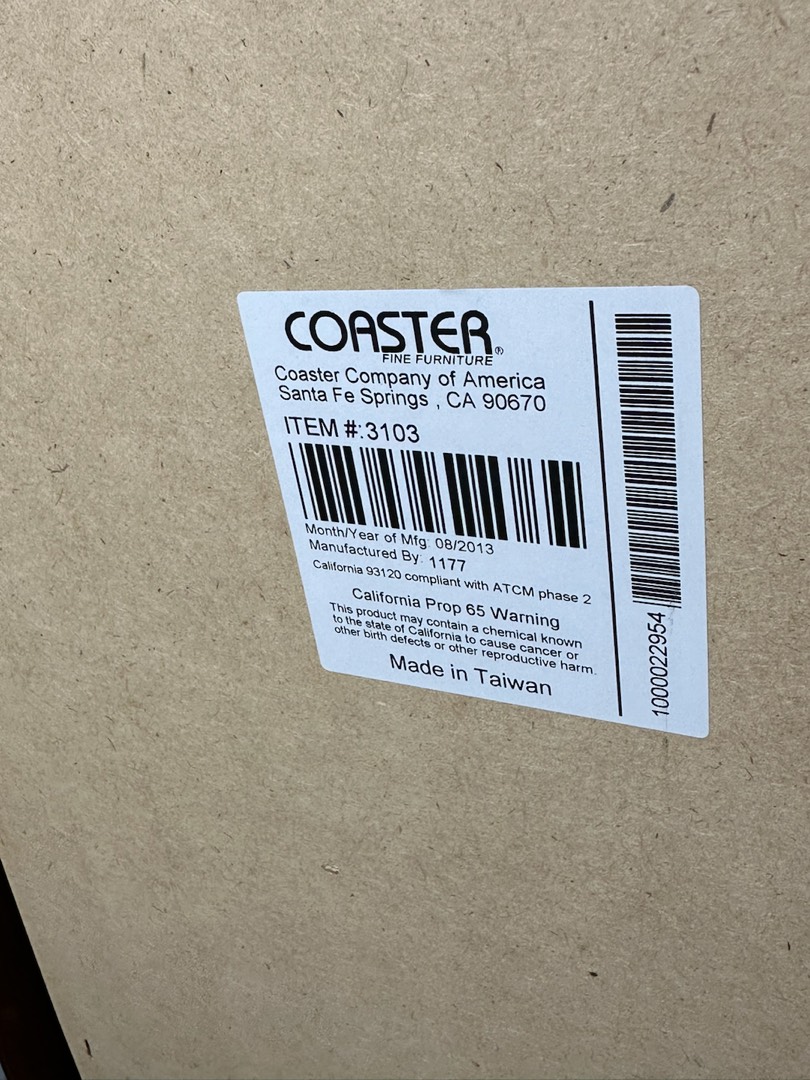 COASTER®
FINE FURNITURE
Coaster Company of America
Santa Fe Springs , CA 90670
ITEM #:3103
Month/Year of Mfg: 08/2013
Manufactured By: 1177
California 93120 compliant with ATCM phase 2
California Prop 65 Warning
This product may contain a chemical known
to the state of California to cause cancer or
other birth defects or other reproductive harm.
Made in Taiwan
1000022954